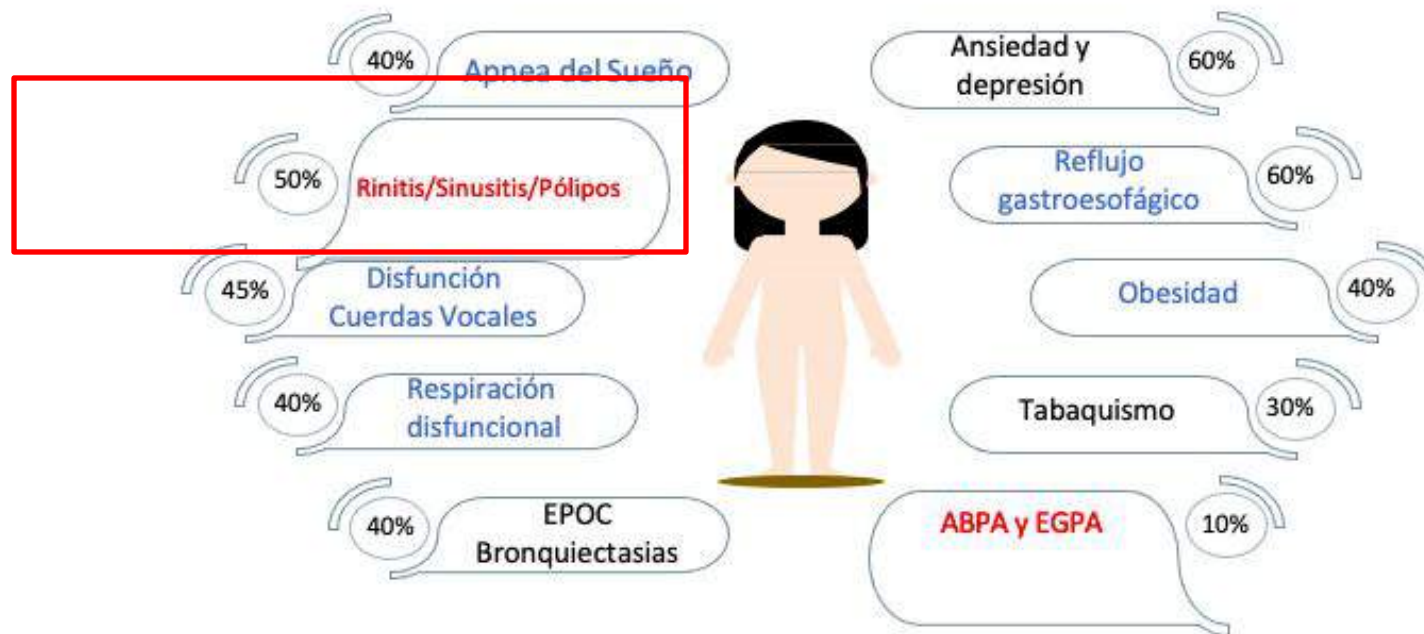 40%
Apnea del Sueño
50%
Rinitis/Sinusitis/Pólipos
45%
Disfunción
Cuerdas Vocales
40%
Respiración
disfuncional
40%
EPOC
Bronquiectasias
Ansiedad y
depresión
60%
Reflujo
gastroesofágico
60%
Obesidad
40%
Tabaquismo
30%
ABPA y EGPA
10%